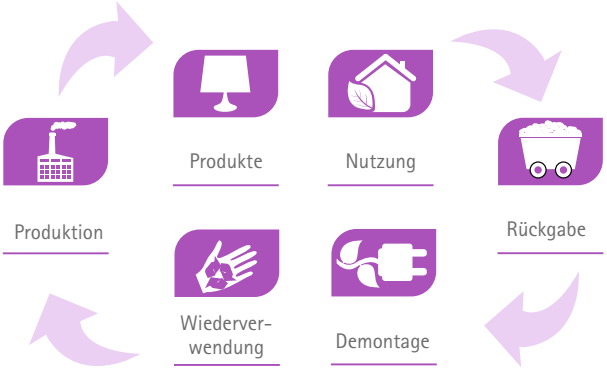 Produkte
Nutzung
Produktion
Rückgabe
Wiederver-
wendung
Demontage